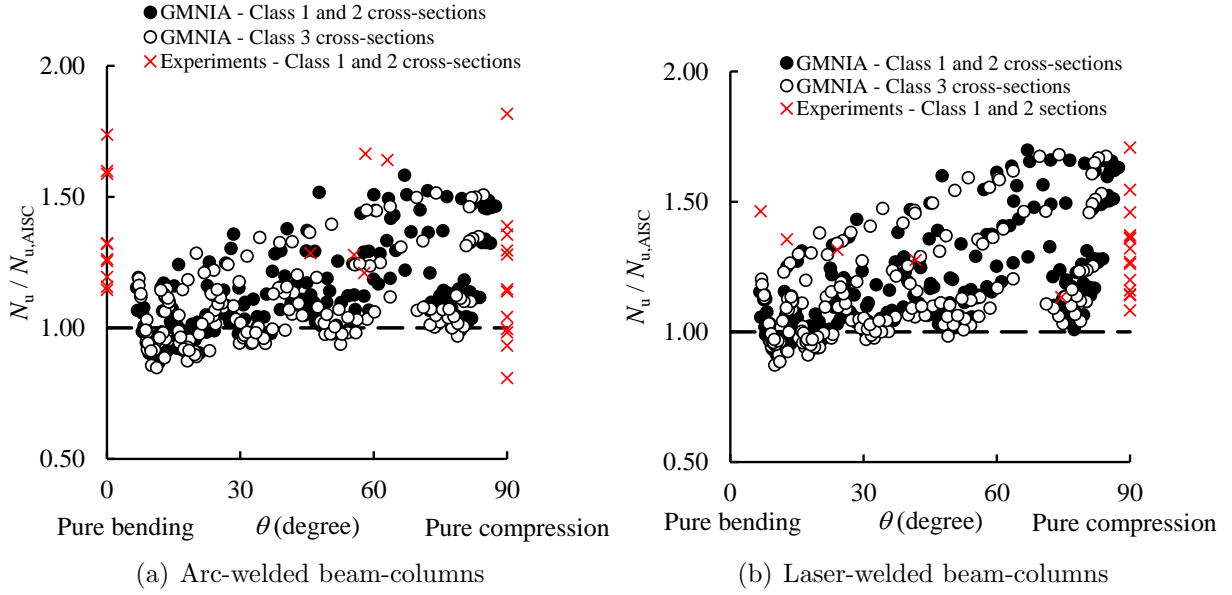 GMNIA - Class 1 and 2 cross-sections
GMNIA - Class 3 cross-sections
Experiments - Class 1 and 2 cross-sections
2.00
1.50
1.00
0.50
N_u / N_u,AISC
0
30
60
90
Pure bending
θ (degree)
Pure compression
(a) Arc-welded beam-columns
GMNIA - Class 1 and 2 cross-sections
GMNIA - Class 3 cross-sections
Experiments - Class 1 and 2 sections
2.00
1.50
1.00
0.50
N_u / N_u,AISC
0
30
60
90
Pure bending
θ (degree)
Pure compression
(b) Laser-welded beam-columns